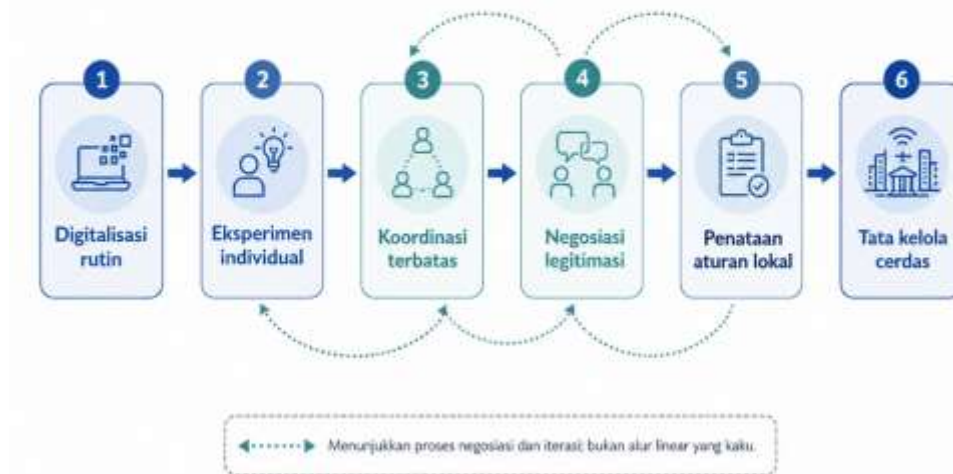 1
Digitalisasi
rutin
2
Eksperimen
individual
3
Koordinasi
terbatas
4
Negosiasi
legitimasi
5
Penataan
aturan lokal
6
Tata kelola
cerdas
Menunjukkan proses negosiasi dan iterasi; bukan alur linear yang kaku.